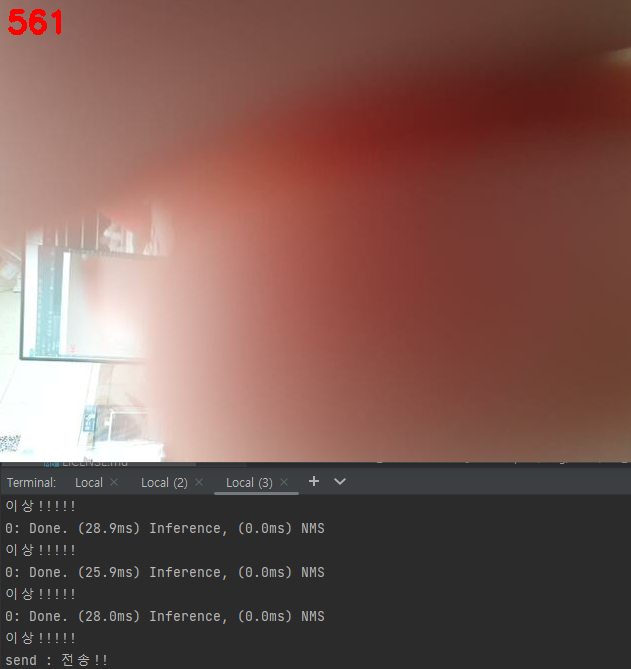 561
LICENSE.md
Terminal: Local × Local (2) × Local (3) × +
이상!!!!!
0: Done. (28.9ms) Inference, (0.0ms) NMS
이상!!!!!
0: Done. (25.9ms) Inference, (0.0ms) NMS
이상!!!!!
0: Done. (28.0ms) Inference, (0.0ms) NMS
이상!!!!!
send : 전송!!